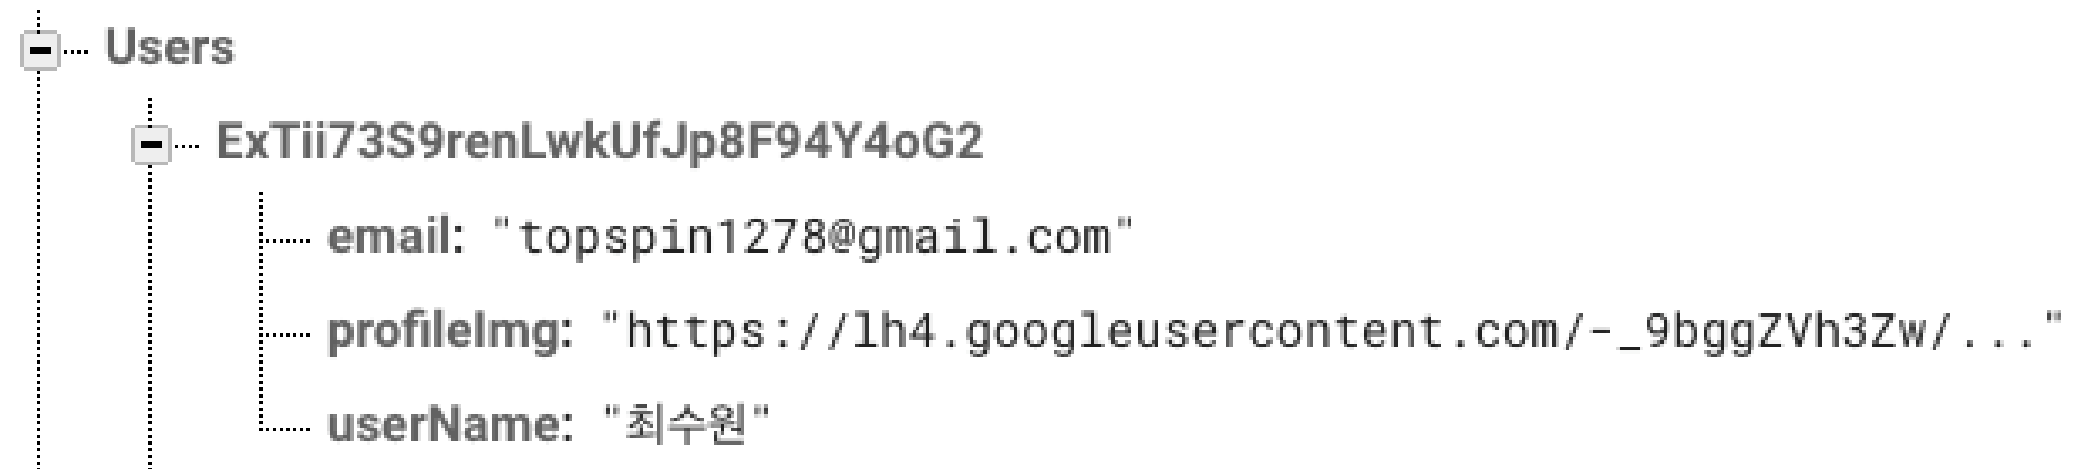 Users
ExTii73S9renLwkUfJp8F94Y4oG2
email: "topspin1278@gmail.com"
profileImg: "https://lh4.googleusercontent.com/-_9bggZVh3Zw/..."
userName: "최수원"